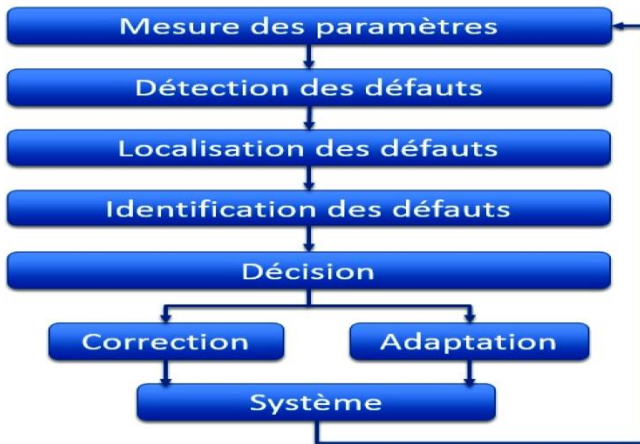 Mesure des paramètres
Détection des défauts
Localisation des défauts
Identification des défauts
Décision
Correction
Adaptation
Système